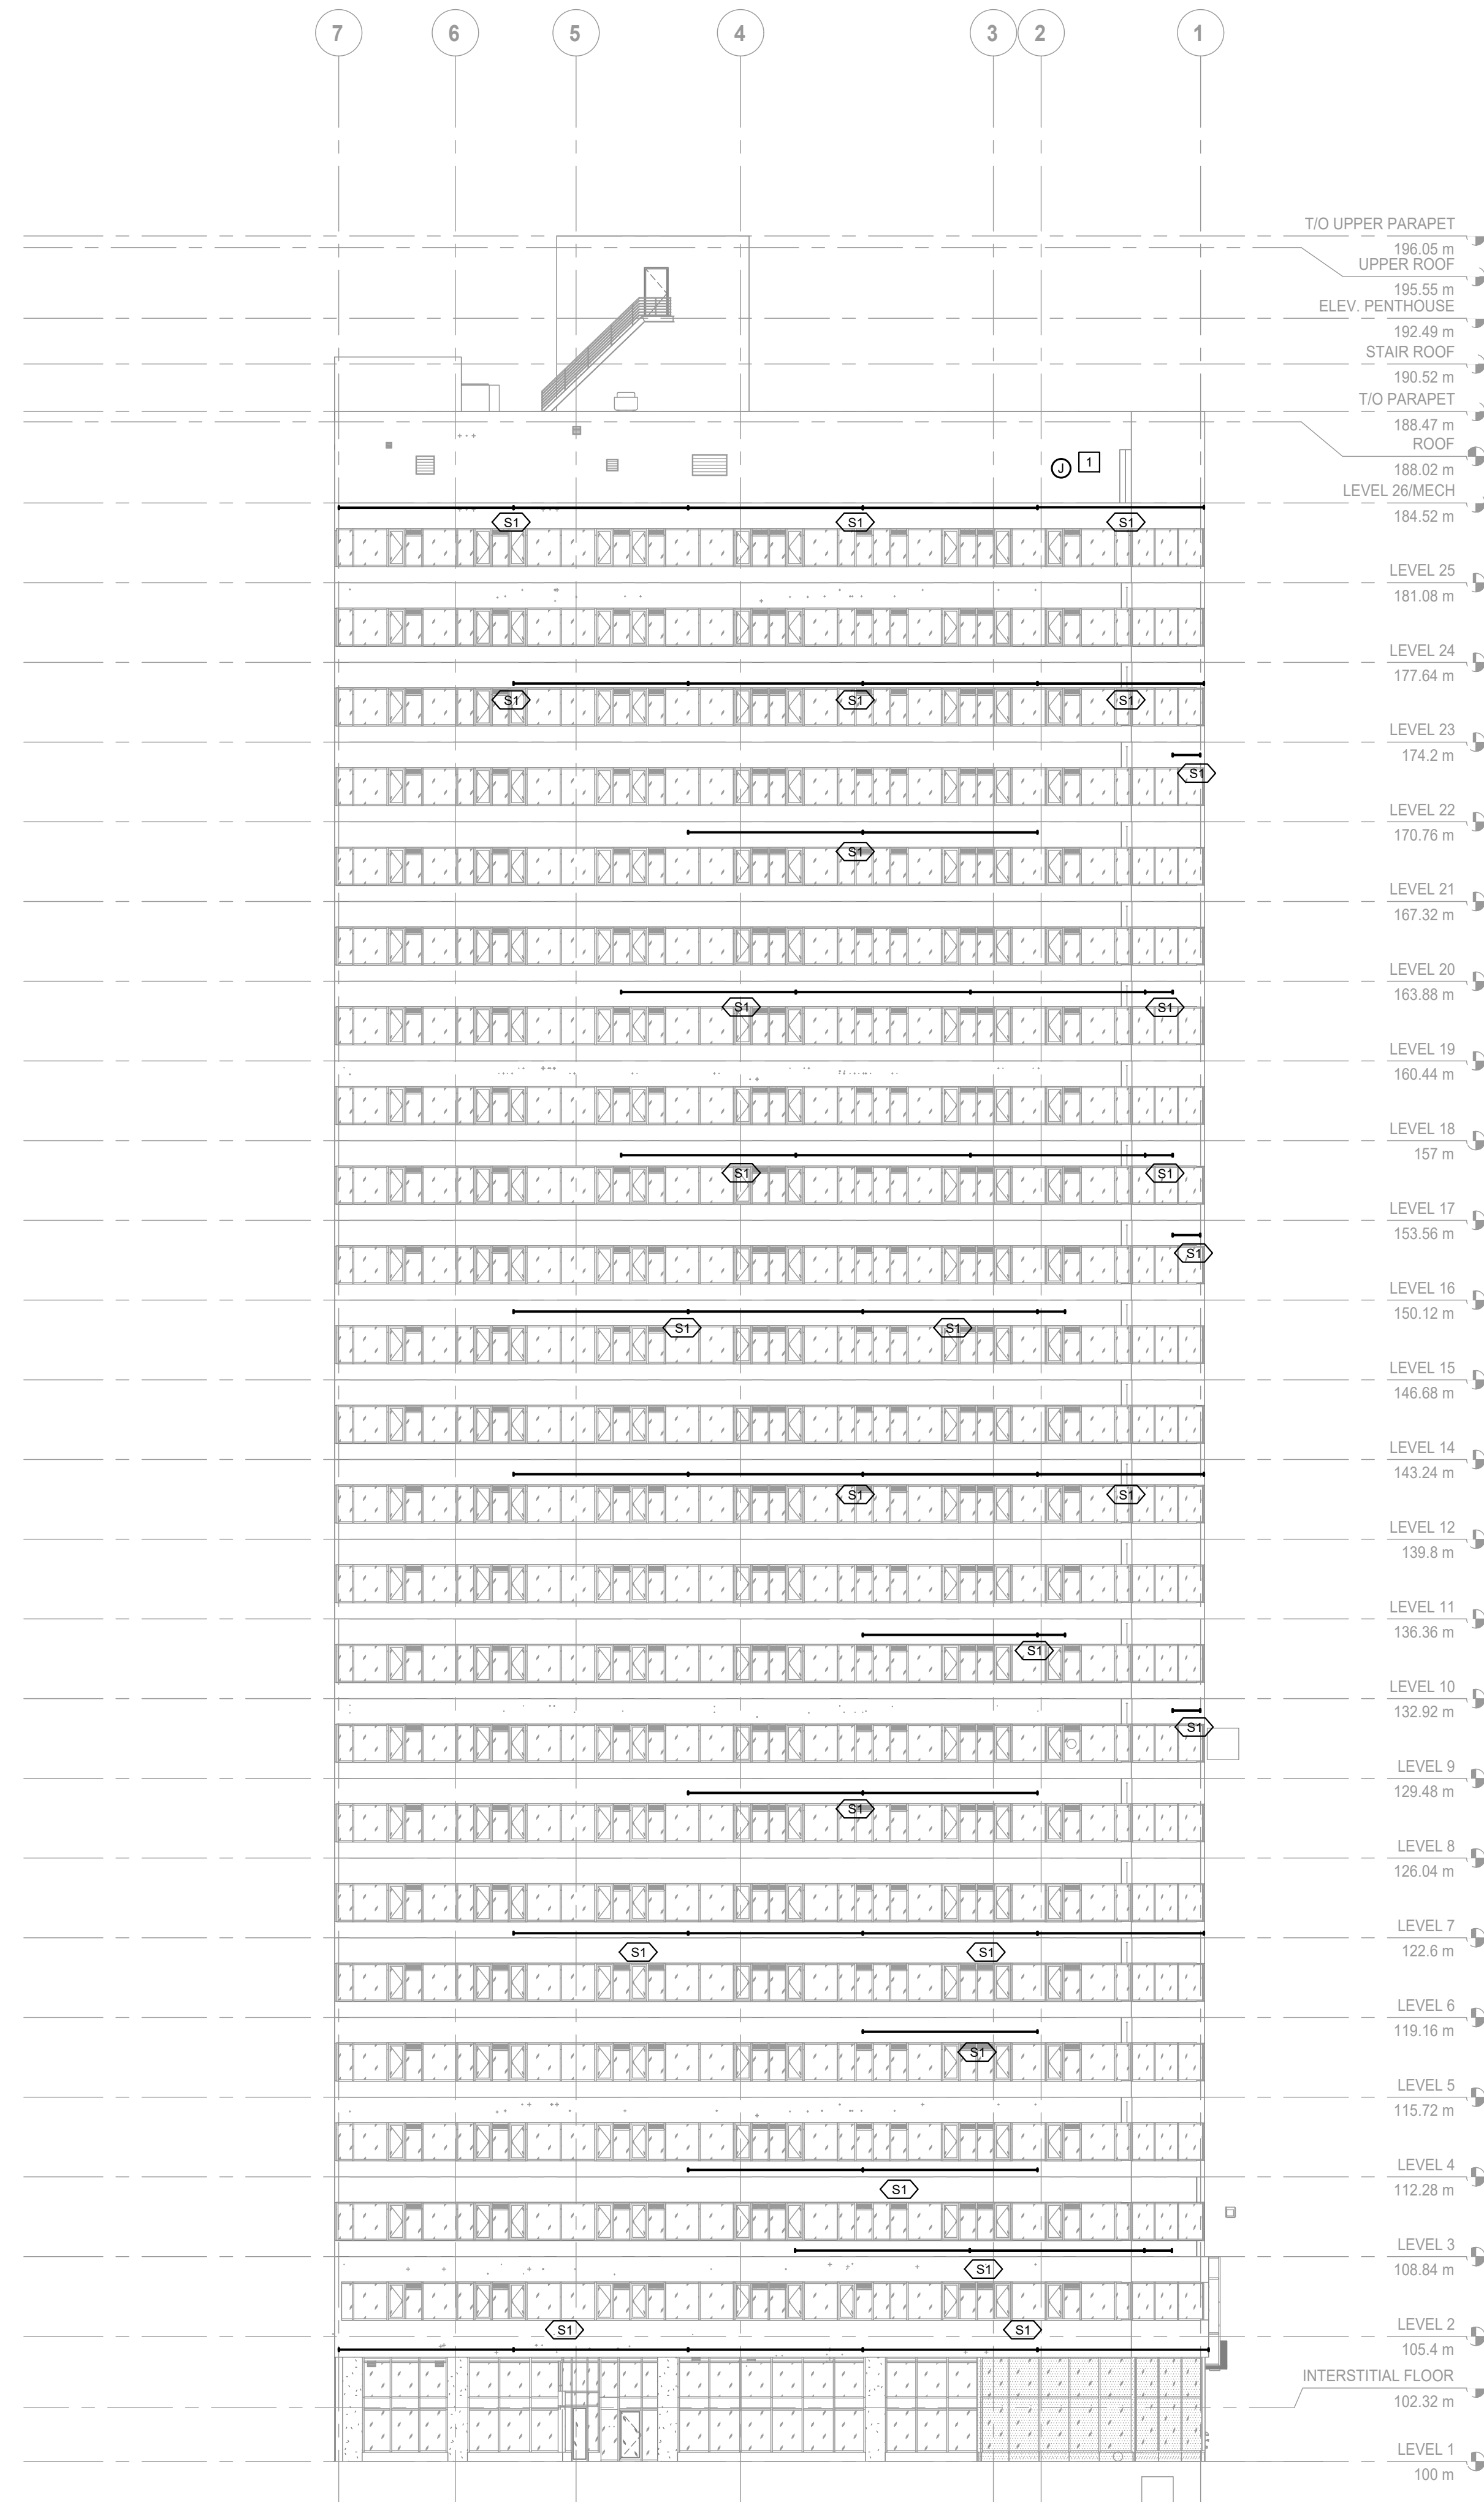 7 6 5 4 3 2 1
T/O UPPER PARAPET
196.05 m
UPPER ROOF
195.55 m
ELEV. PENTHOUSE
192.49 m
STAIR ROOF
190.52 m
T/O PARAPET
188.47 m
ROOF
J 1
188.02 m
LEVEL 26/MECH
184.52 m
S1 S1 S1
LEVEL 25
181.08 m
LEVEL 24
177.64 m
S1 S1 S1
LEVEL 23
174.2 m
S1
LEVEL 22
170.76 m
S1
LEVEL 21
167.32 m
LEVEL 20
163.88 m
S1 S1
LEVEL 19
160.44 m
LEVEL 18
157 m
S1 S1
LEVEL 17
153.56 m
S1
LEVEL 16
150.12 m
S1 S1
LEVEL 15
146.68 m
LEVEL 14
143.24 m
S1 S1
LEVEL 12
139.8 m
LEVEL 11
136.36 m
S1
LEVEL 10
132.92 m
S1
LEVEL 9
129.48 m
S1
LEVEL 8
126.04 m
LEVEL 7
122.6 m
S1 S1
LEVEL 6
119.16 m
S1
LEVEL 5
115.72 m
LEVEL 4
112.28 m
S1
LEVEL 3
108.84 m
S1
LEVEL 2
S1 S1
105.4 m
INTERSTITIAL FLOOR
102.32 m
LEVEL 1
100 m